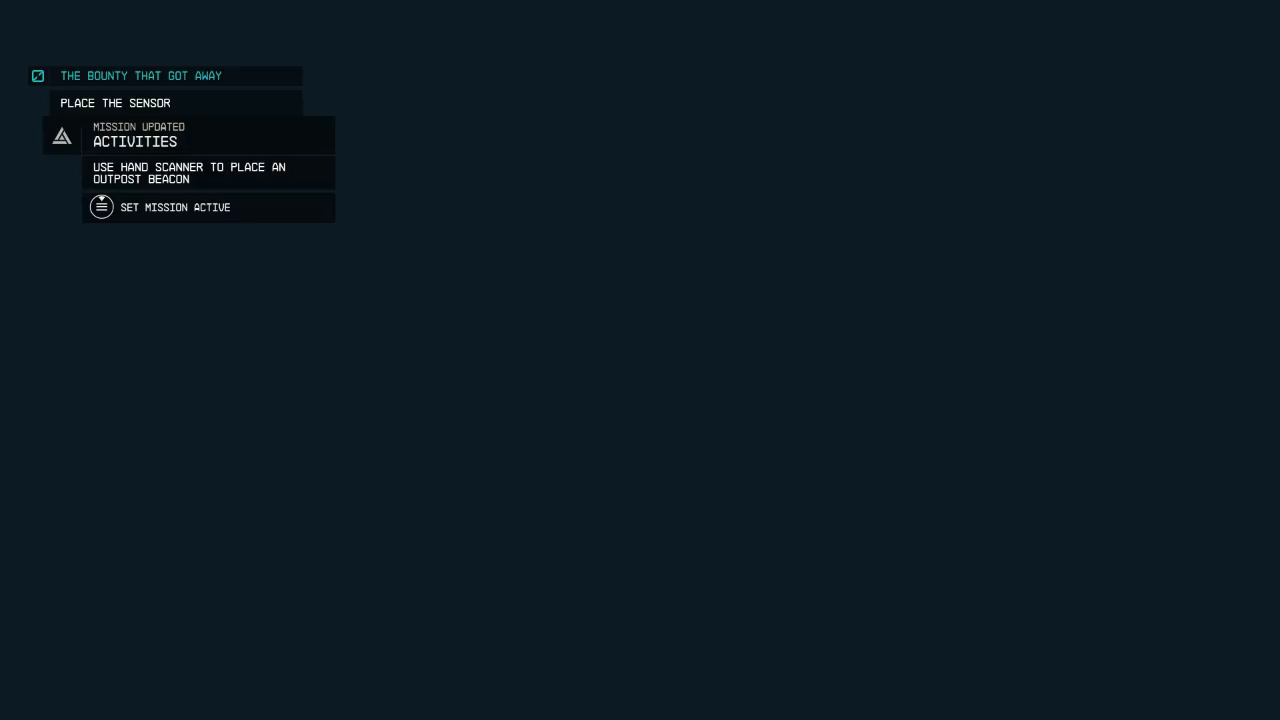 THE BOUNTY THAT GOT AWAY
PLACE THE SENSOR
MISSION UPDATED
ACTIVITIES
USE HAND SCANNER TO PLACE AN
OUTPOST BEACON
SET MISSION ACTIVE